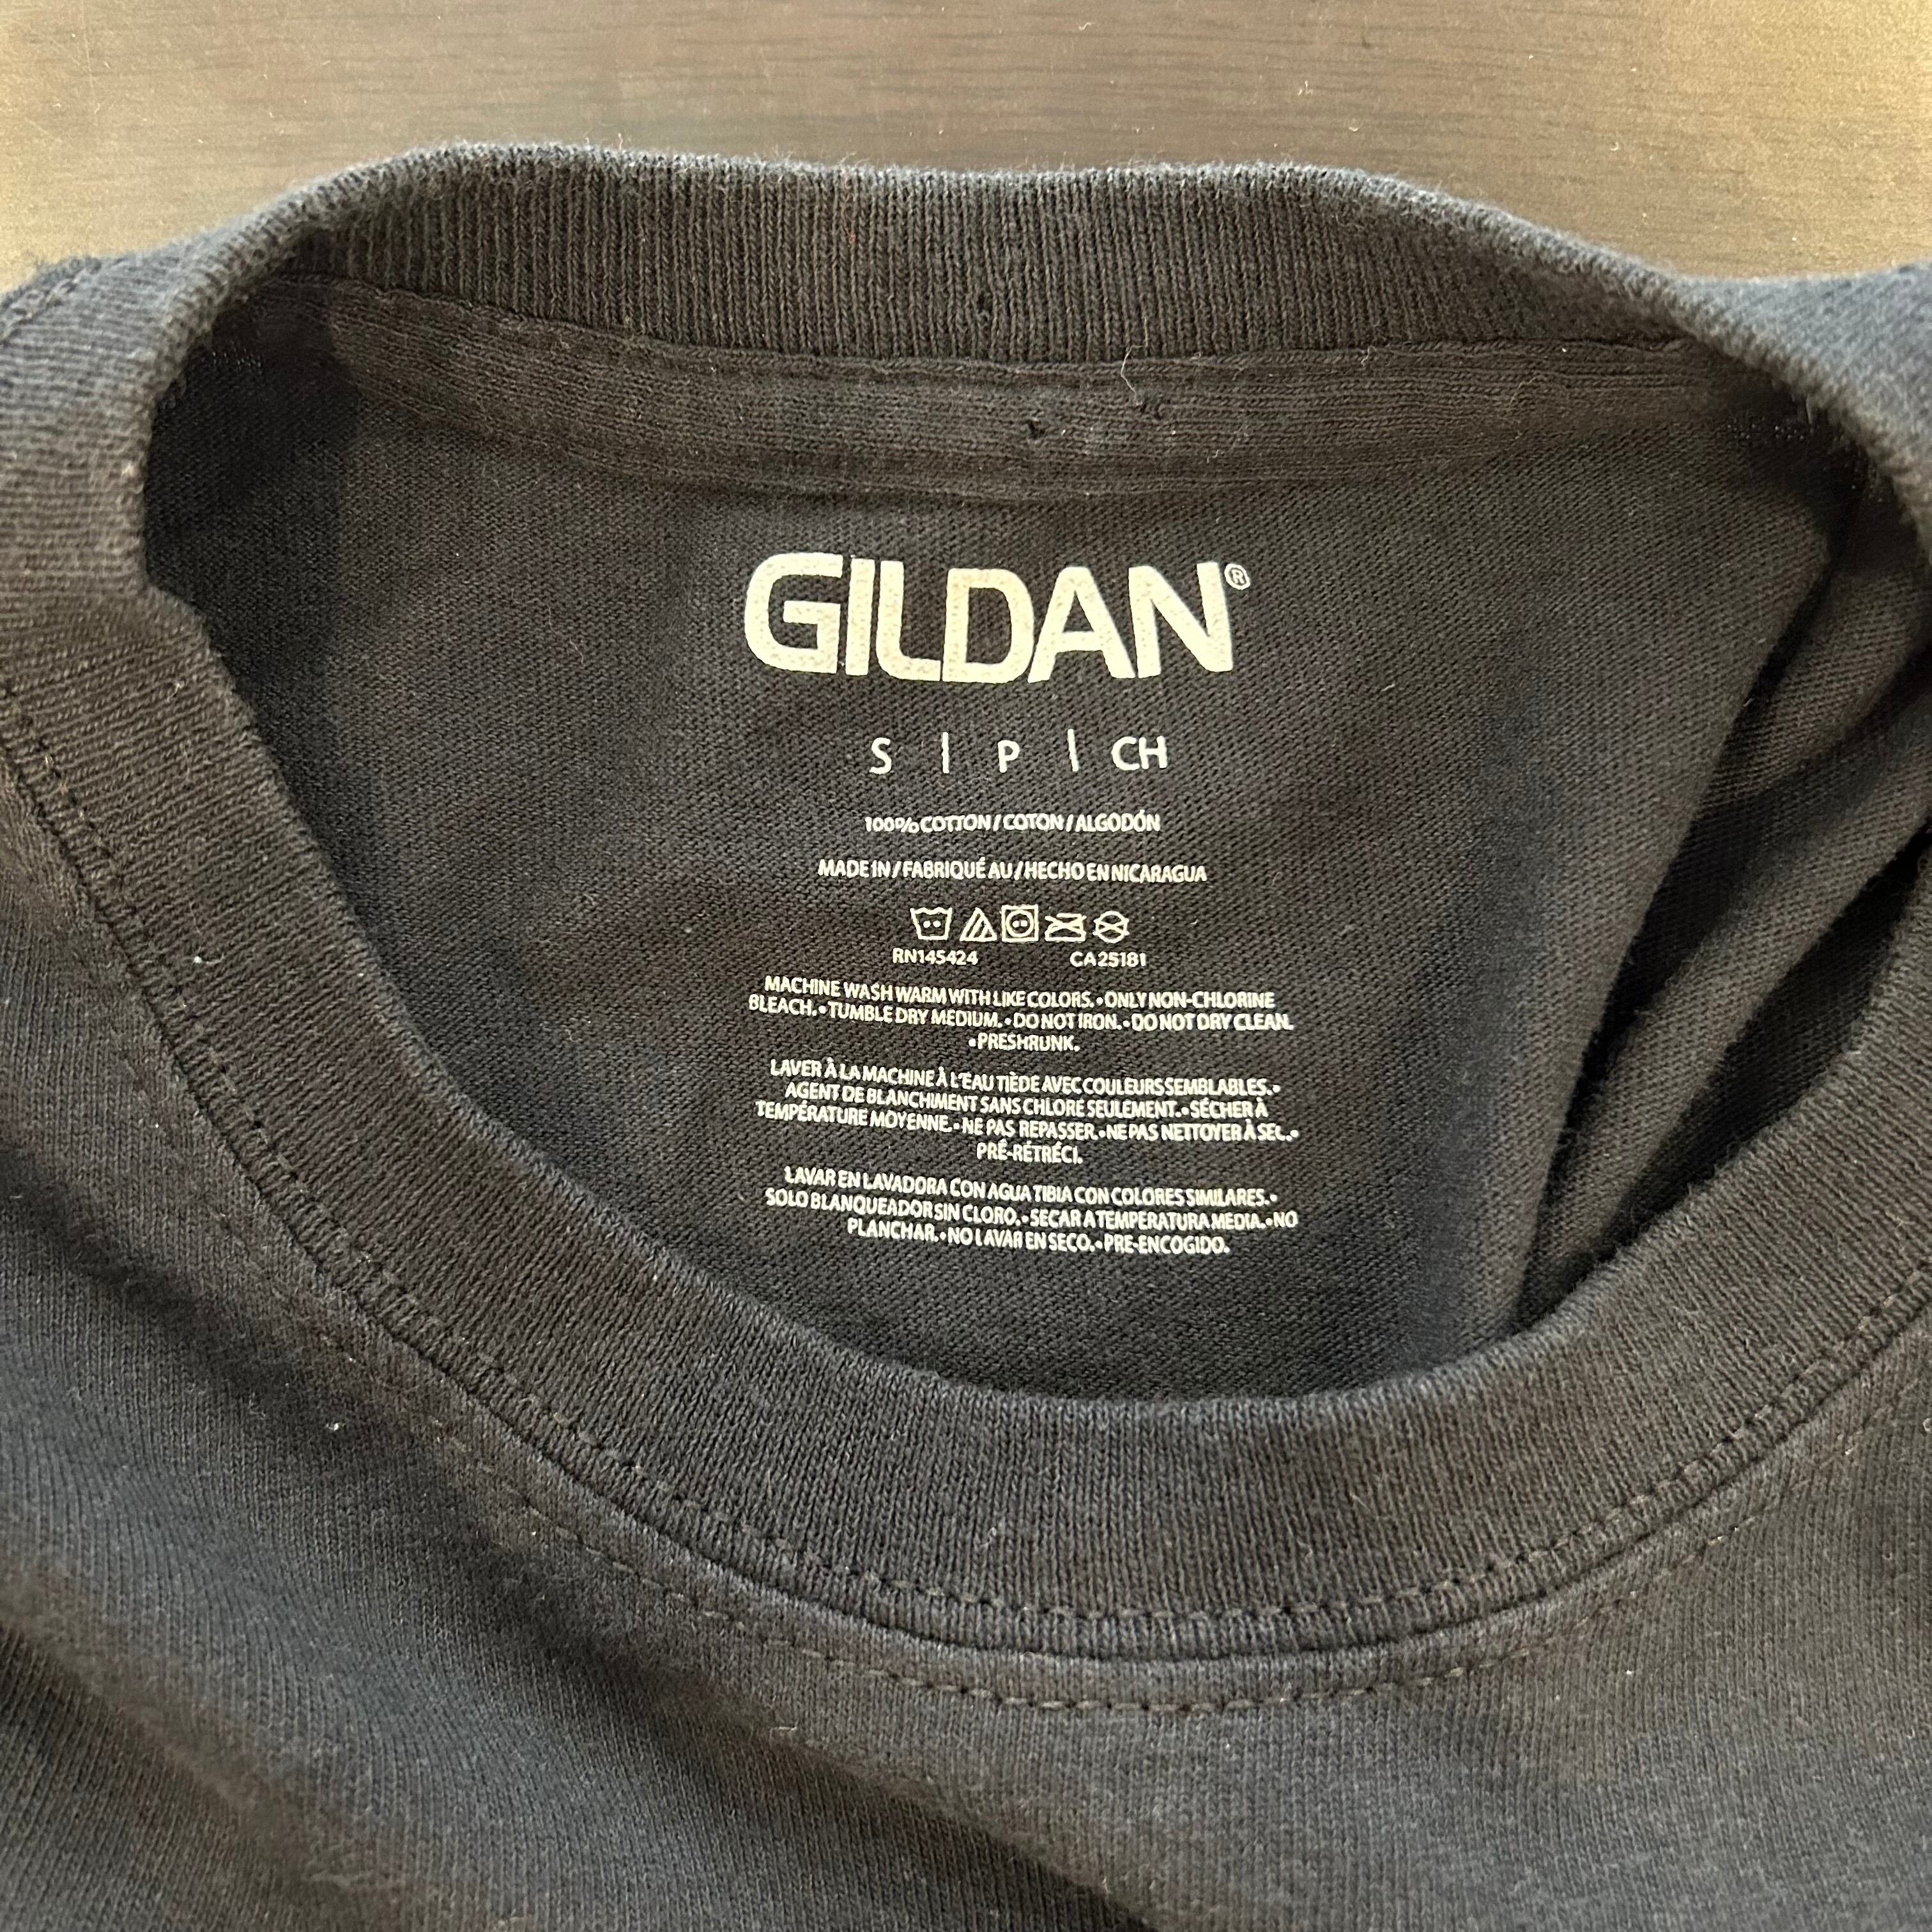 GILDAN®
S | P | CH
100% COTTON / COTON / ALGODÓN
MADE IN / FABRIQUÉ AU / HECHO EN NICARAGUA
RN145424 CA25181
MACHINE WASH WARM WITH LIKE COLORS. • ONLY NON-CHLORINE
BLEACH. • TUMBLE DRY MEDIUM. • DO NOT IRON. • DO NOT DRY CLEAN.
• PRESHRUNK.
LAVER À LA MACHINE À L'EAU TIÈDE AVEC COULEURS SEMBLABLES. •
AGENT DE BLANCHIMENT SANS CHLORE SEULEMENT. • SÉCHER À
TEMPÉRATURE MOYENNE. • NE PAS REPASSER. • NE PAS NETTOYER À SEC. •
PRÉ-RÉTRÉCI.
LAVAR EN LAVADORA CON AGUA TIBIA CON COLORES SIMILARES. •
SOLO BLANQUEADOR SIN CLORO. • SECAR A TEMPERATURA MEDIA. • NO
PLANCHAR. • NO LAVAR EN SECO. • PRE-ENCOGIDO.